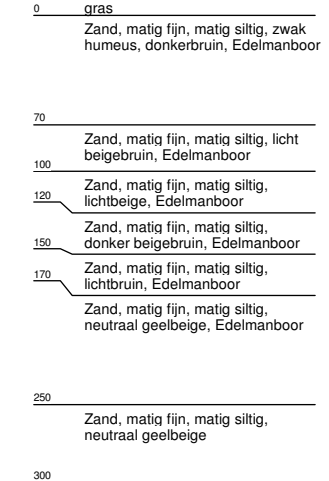 0 gras
Zand, matig fijn, matig siltig, zwak
humeus, donkerbruin, Edelmanboor
70
Zand, matig fijn, matig siltig, licht
beigebruin, Edelmanboor
100
Zand, matig fijn, matig siltig,
lichtbeige, Edelmanboor
120
Zand, matig fijn, matig siltig,
donker beigebruin, Edelmanboor
150
Zand, matig fijn, matig siltig,
lichtbruin, Edelmanboor
170
Zand, matig fijn, matig siltig,
neutraal geelbeige, Edelmanboor
250
Zand, matig fijn, matig siltig,
neutraal geelbeige
300